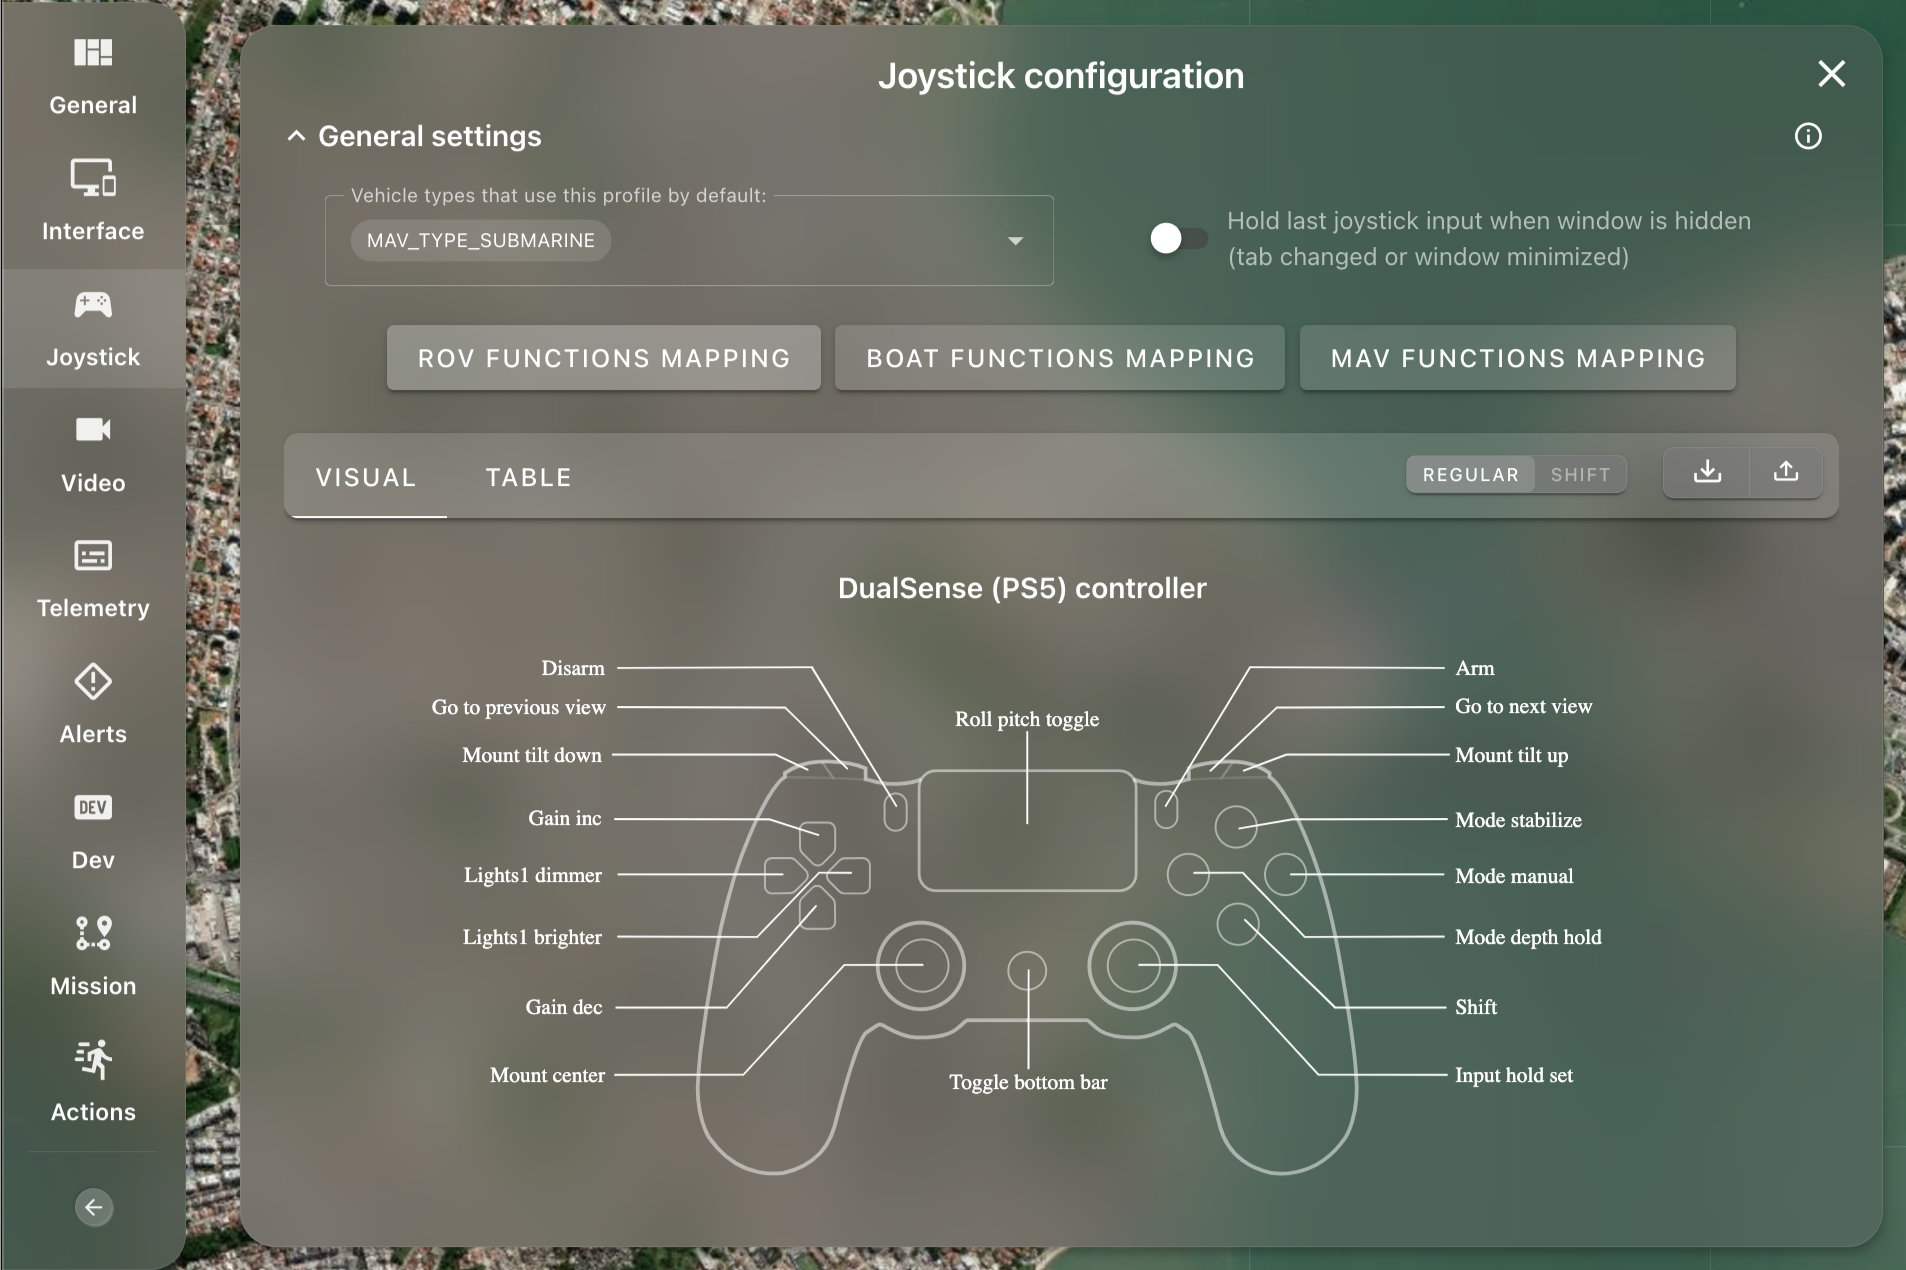 General
Interface
Joystick
Video
Telemetry
Alerts
DEV
Dev
Mission
Actions
Joystick configuration
General settings
Vehicle types that use this profile by default:
MAV_TYPE_SUBMARINE
Hold last joystick input when window is hidden
(tab changed or window minimized)
ROV FUNCTIONS MAPPING
BOAT FUNCTIONS MAPPING
MAV FUNCTIONS MAPPING
VISUAL
TABLE
REGULAR
SHIFT
DualSense (PS5) controller
Disarm
Go to previous view
Mount tilt down
Gain inc
Lights1 dimmer
Lights1 brighter
Gain dec
Mount center
Roll pitch toggle
Toggle bottom bar
Arm
Go to next view
Mount tilt up
Mode stabilize
Mode manual
Mode depth hold
Shift
Input hold set